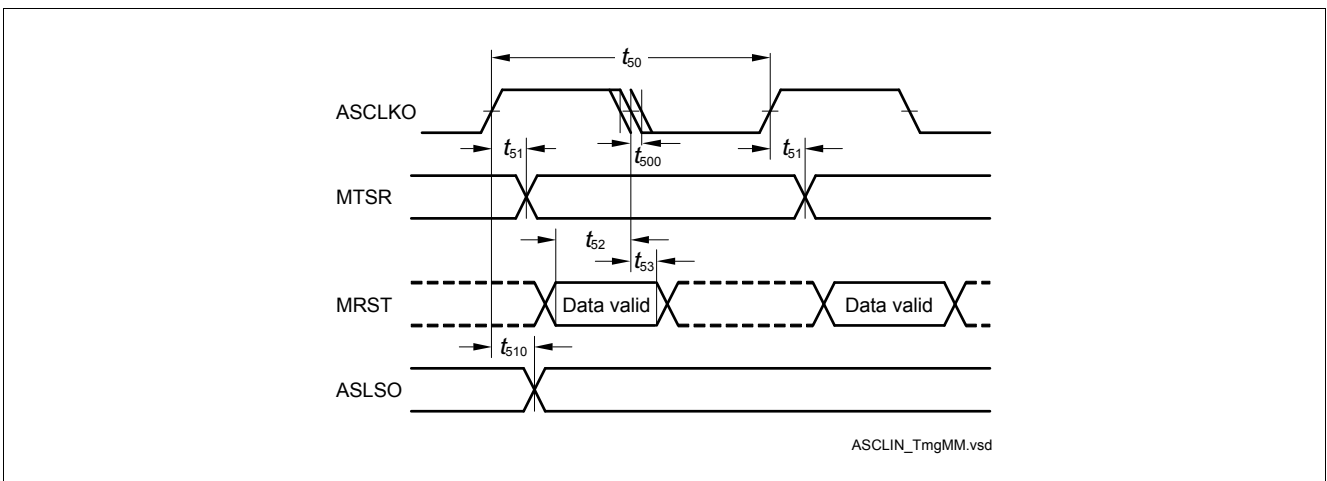 t50
ASCLKO
t51
t500
t51
MTSR
t52
t53
MRST
Data valid
Data valid
t510
ASLSO
ASCLIN_TmgMM.vsd